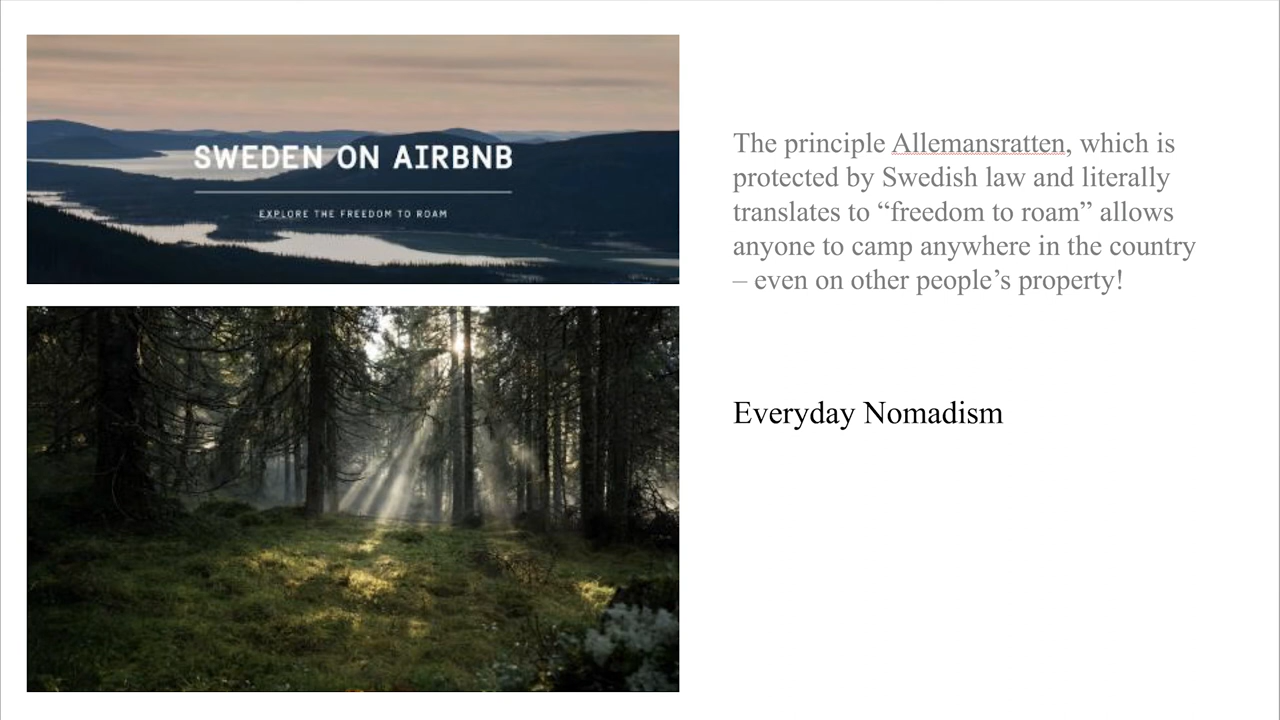 SWEDEN ON AIRBNB
EXPLORE THE FREEDOM TO ROAM
The principle Allemansratten, which is
protected by Swedish law and literally
translates to “freedom to roam” allows
anyone to camp anywhere in the country
– even on other people’s property!
Everyday Nomadism